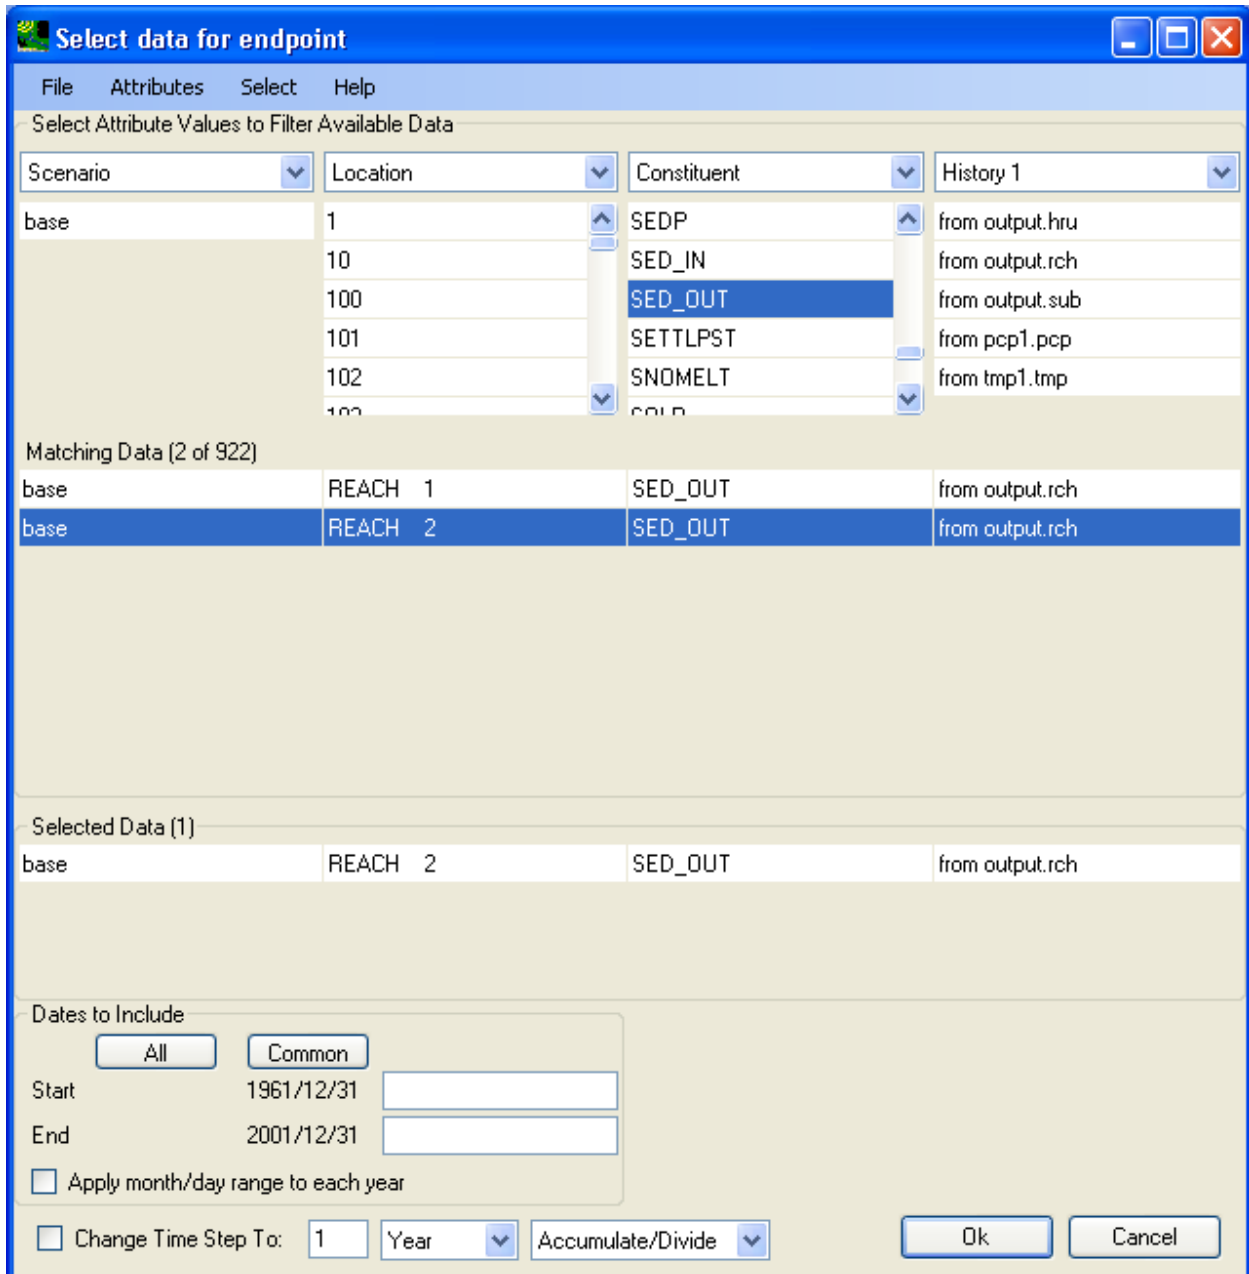 Select data for endpoint
File Attributes Select Help
Select Attribute Values to Filter Available Data
Scenario Location Constituent History 1
base 1 SEDP from output.hru
10 SED_IN from output.rch
100 SED_OUT from output.sub
101 SETTLPST from pcp1.pcp
102 SNOMELT from tmp1.tmp
Matching Data (2 of 922)
base REACH 1 SED_OUT from output.rch
base REACH 2 SED_OUT from output.rch
Selected Data (1)
base REACH 2 SED_OUT from output.rch
Dates to Include
All Common
Start 1961/12/31
End 2001/12/31
Apply month/day range to each year
Change Time Step To: 1 Year Accumulate/Divide Ok Cancel